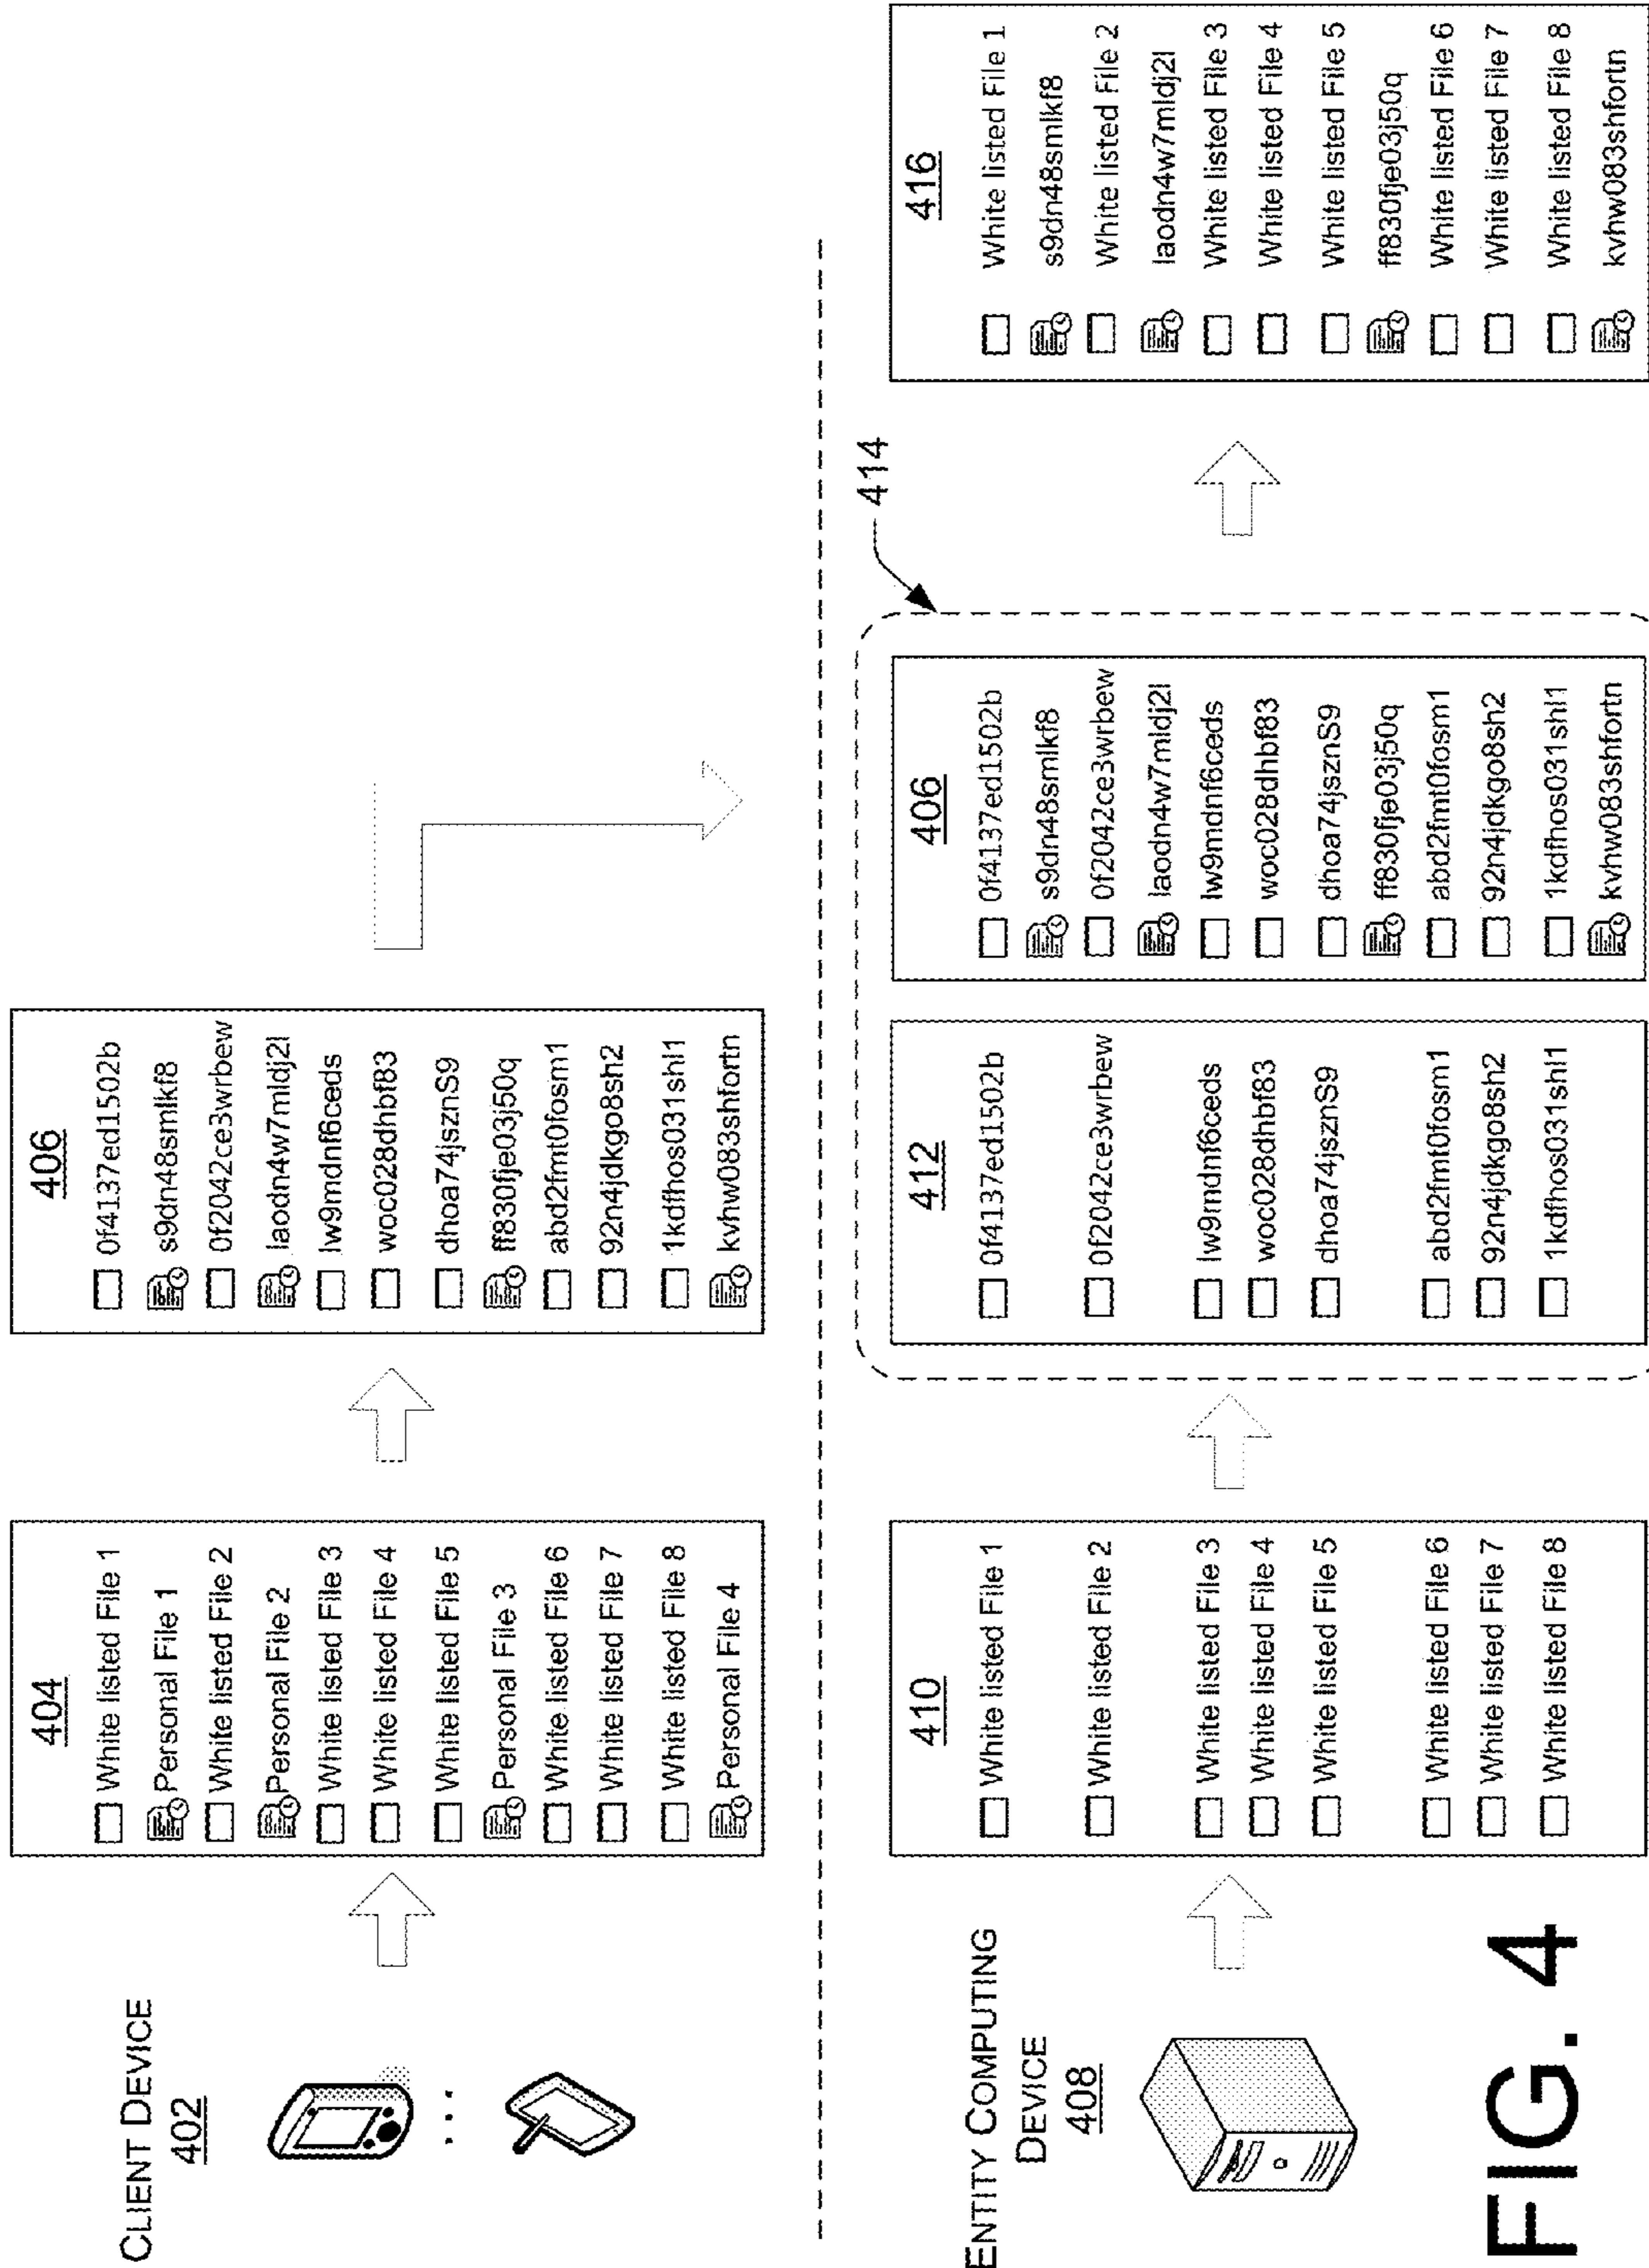 CLIENT DEVICE
402
404
White listed File 1
Personal File 1
White listed File 2
Personal File 2
White listed File 3
White listed File 4
White listed File 5
Personal File 3
White listed File 6
White listed File 7
White listed File 8
Personal File 4
406
0f4137ed1502b
s9dn48smlkf8
0f2042ce3wrbew
laodn4w7mldj2l
lw9mdnf6ceds
woc028dhbf83
dhoa74jsznS9
ff830fje03j50q
abd2fmt0fosm1
92n4jdkgo8sh2
1kdfhos031shl1
kvhw083shfortn
ENTITY COMPUTING
DEVICE
408
410
White listed File 1
White listed File 2
White listed File 3
White listed File 4
White listed File 5
White listed File 6
White listed File 7
White listed File 8
412
0f4137ed1502b
0f2042ce3wrbew
lw9mdnf6ceds
woc028dhbf83
dhoa74jsznS9
abd2fmt0fosm1
92n4jdkgo8sh2
1kdfhos031shl1
406
0f4137ed1502b
s9dn48smlkf8
0f2042ce3wrbew
laodn4w7mldj2l
lw9mdnf6ceds
woc028dhbf83
dhoa74jsznS9
ff830fje03j50q
abd2fmt0fosm1
92n4jdkgo8sh2
1kdfhos031shl1
kvhw083shfortn
414
416
White listed File 1
s9dn48smlkf8
White listed File 2
laodn4w7mldj2l
White listed File 3
White listed File 4
White listed File 5
ff830fje03j50q
White listed File 6
White listed File 7
White listed File 8
kvhw083shfortn
FIG. 4